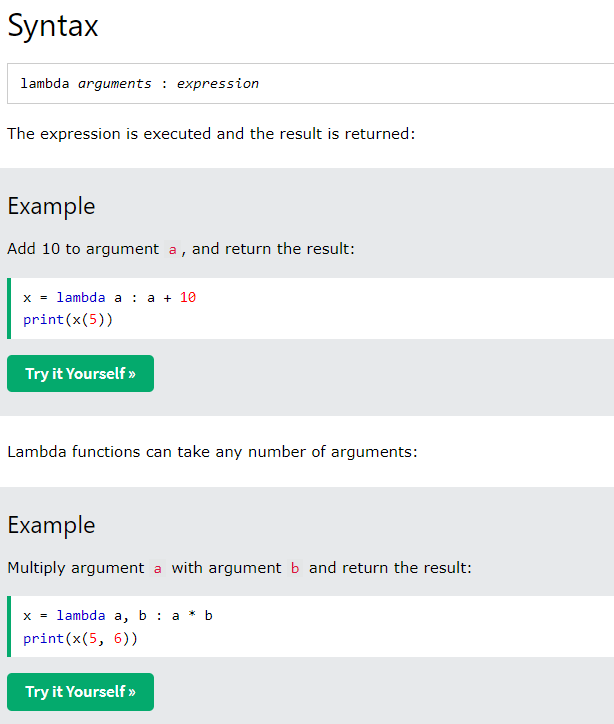 Syntax
lambda arguments : expression
The expression is executed and the result is returned:
Example
Add 10 to argument a , and return the result:
x = lambda a : a + 10
print(x(5))
Try it Yourself »
Lambda functions can take any number of arguments:
Example
Multiply argument a with argument b and return the result:
x = lambda a, b : a * b
print(x(5, 6))
Try it Yourself »